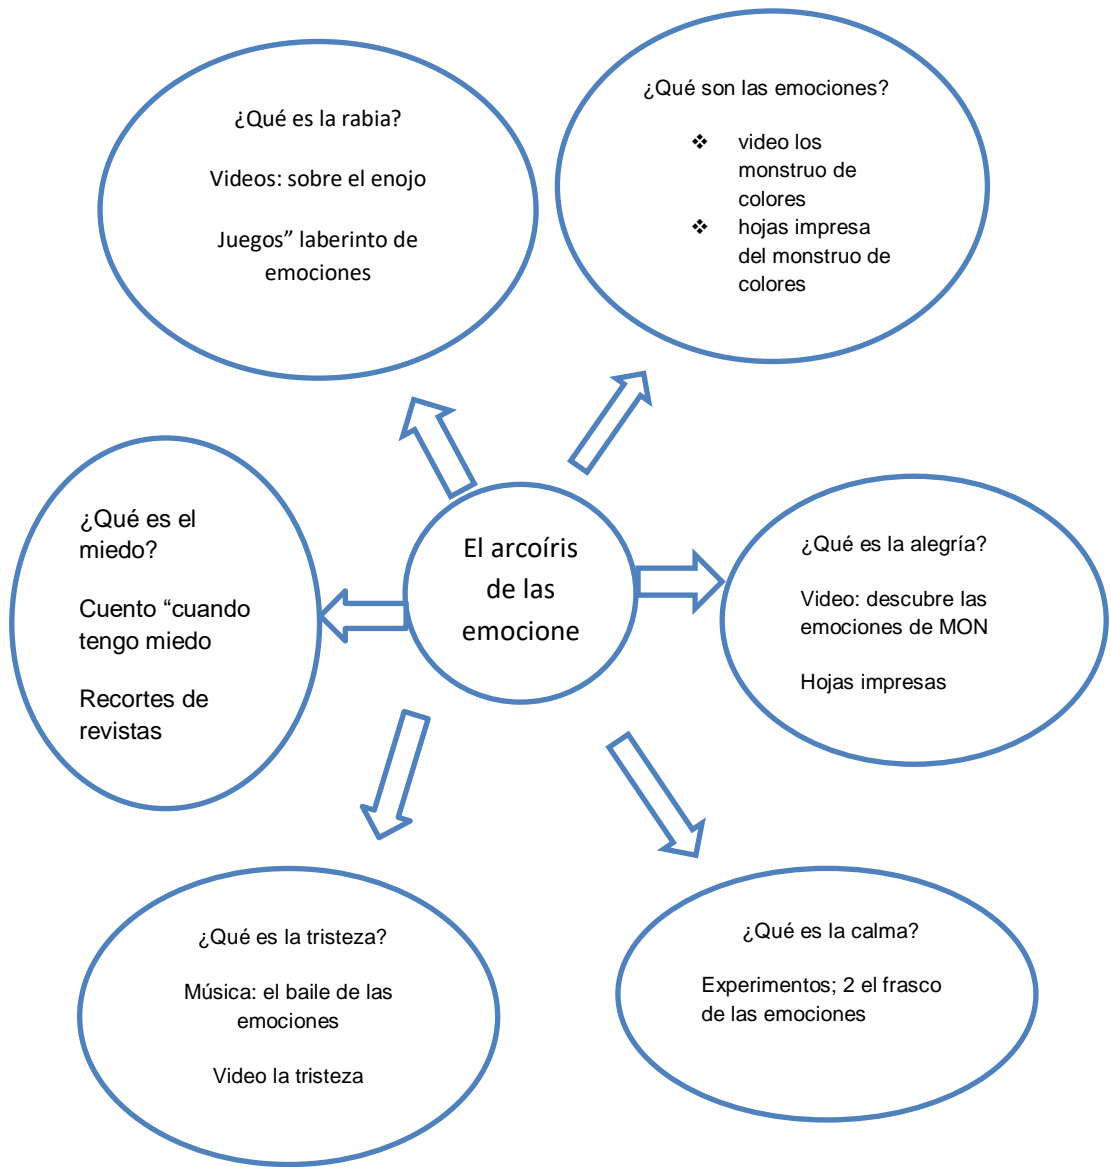 ¿Qué es la rabia?
Videos: sobre el enojo
Juegos” laberinto de
emociones
¿Qué son las emociones?
❖ video los
monstruo de
colores
❖ hojas impresa
del monstruo de
colores
¿Qué es el
miedo?
Cuento “cuando
tengo miedo
Recortes de
revistas
El arcoíris
de las
emocione
¿Qué es la alegría?
Video: descubre las
emociones de MON
Hojas impresas
¿Qué es la tristeza?
Música: el baile de las
emociones
Video la tristeza
¿Qué es la calma?
Experimentos; 2 el frasco
de las emociones